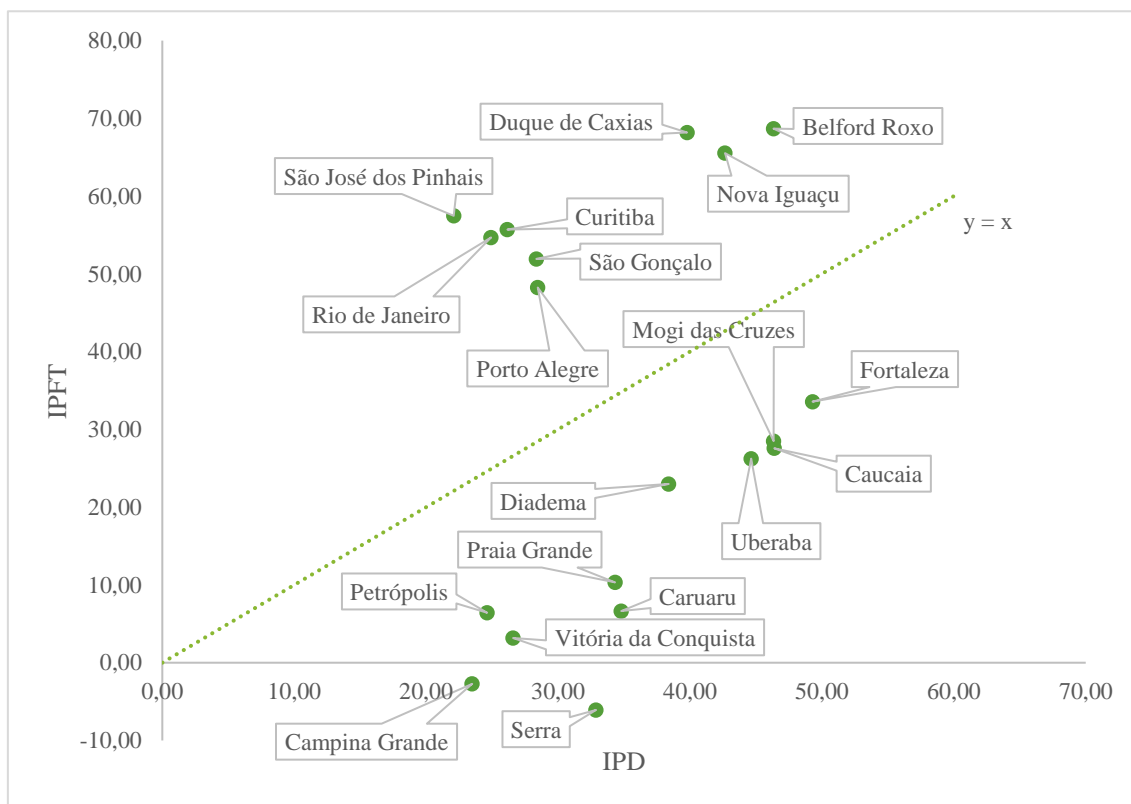 80,00
70,00
60,00
50,00
40,00
30,00
20,00
10,00
0,00
-10,00
IPFT
Duque de Caxias
Belford Roxo
São José dos Pinhais
Nova Iguaçu
Curitiba
y = x
São Gonçalo
Rio de Janeiro
Mogi das Cruzes
Porto Alegre
Fortaleza
Caucaia
Diadema
Uberaba
Praia Grande
Petrópolis
Caruaru
Vitória da Conquista
0,00 10,00 20,00 30,00 40,00 50,00 60,00 70,00
Campina Grande
Serra
IPD